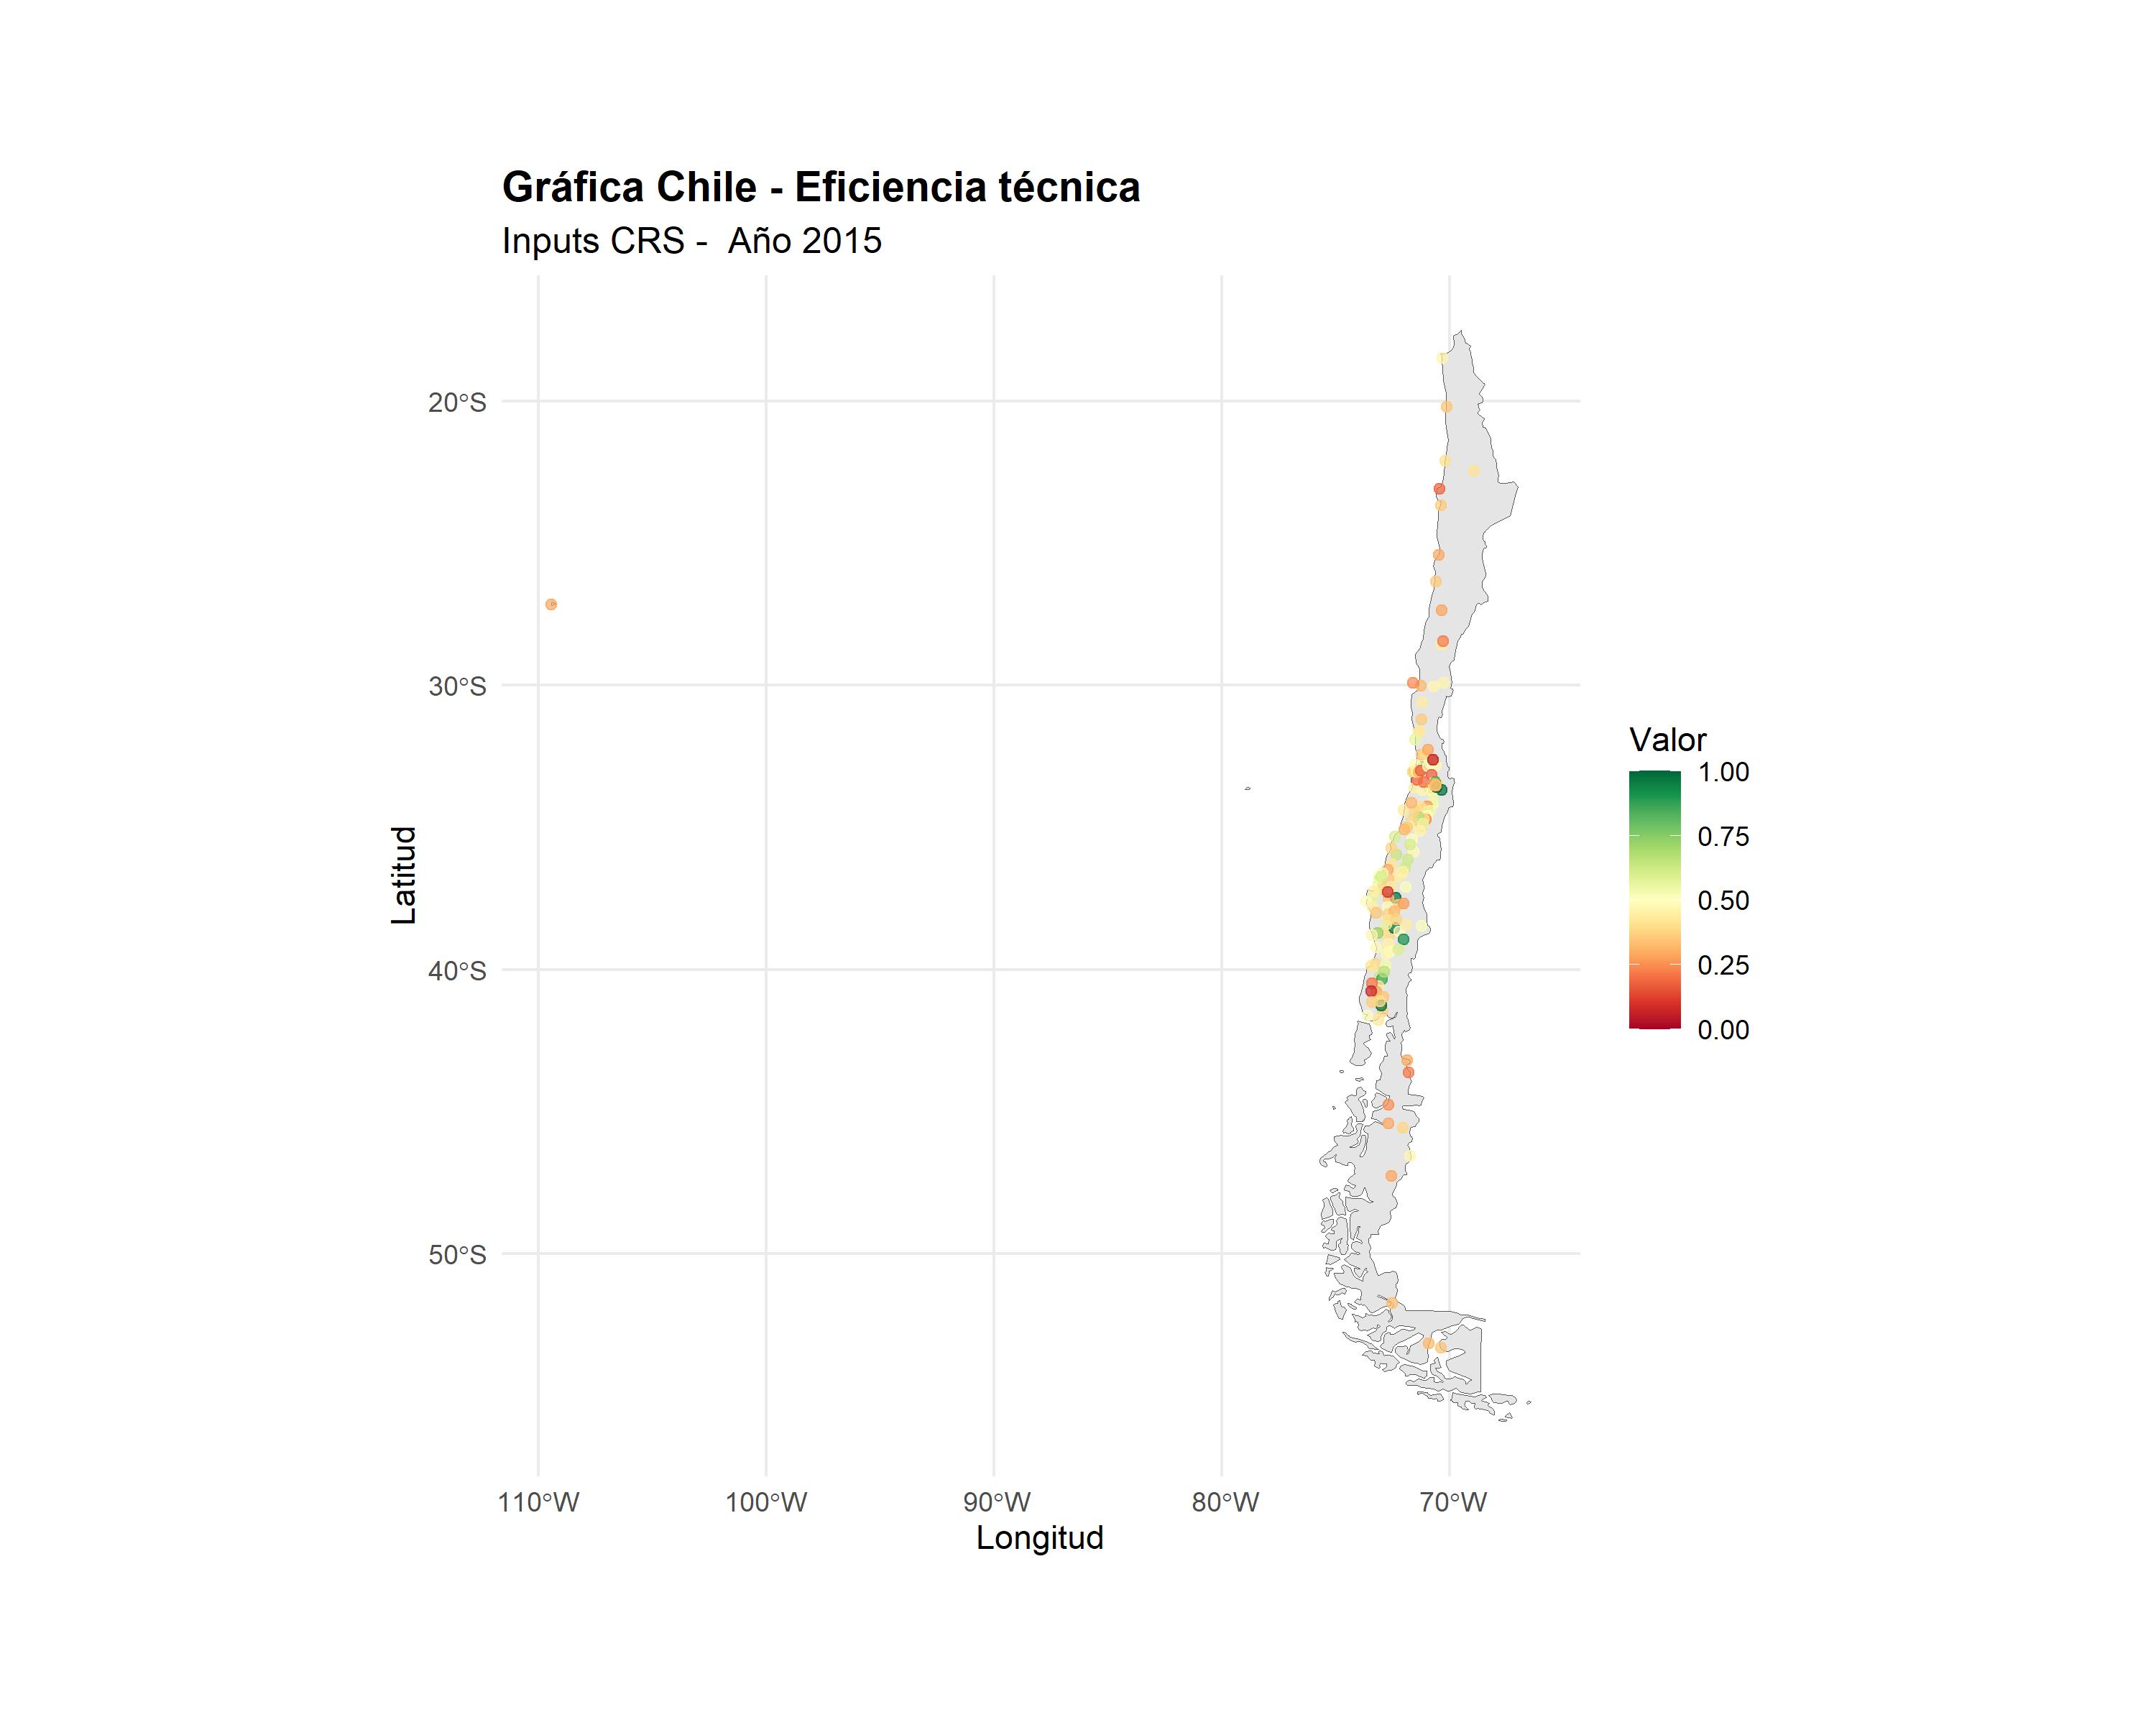 Gráfica Chile - Eficiencia técnica
Inputs CRS -  Año 2015
20°S
30°S
40°S
50°S
Latitud
110°W
100°W
90°W
80°W
70°W
Longitud
Valor
1.00
0.75
0.50
0.25
0.00